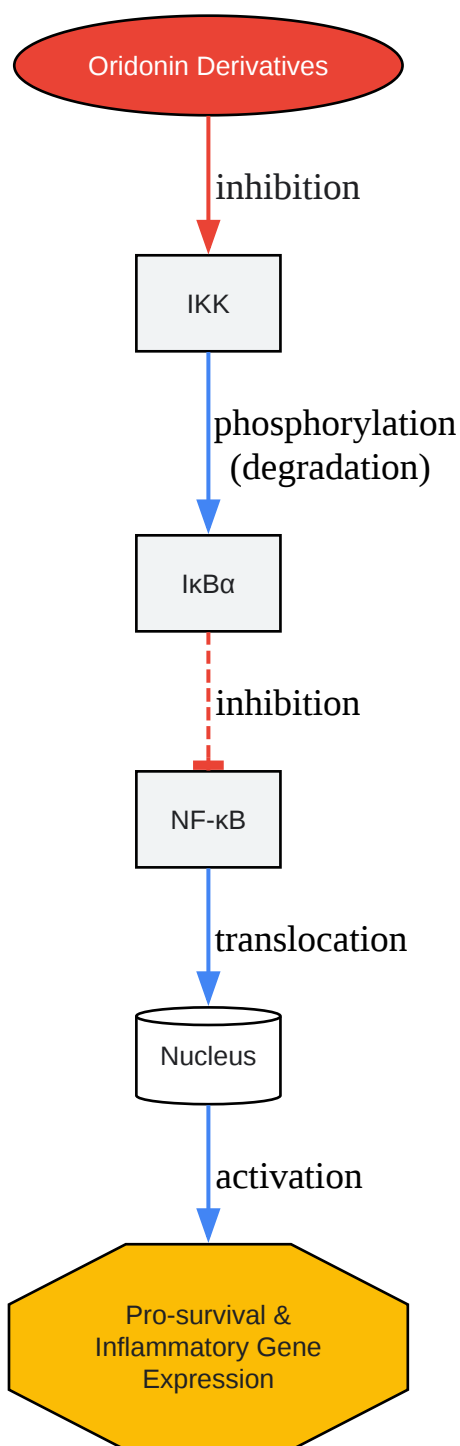 Oridonin Derivatives
inhibition
IKK
phosphorylation
(degradation)
IκBα
inhibition
NF-κB
translocation
Nucleus
activation
Pro-survival &
Inflammatory Gene
Expression